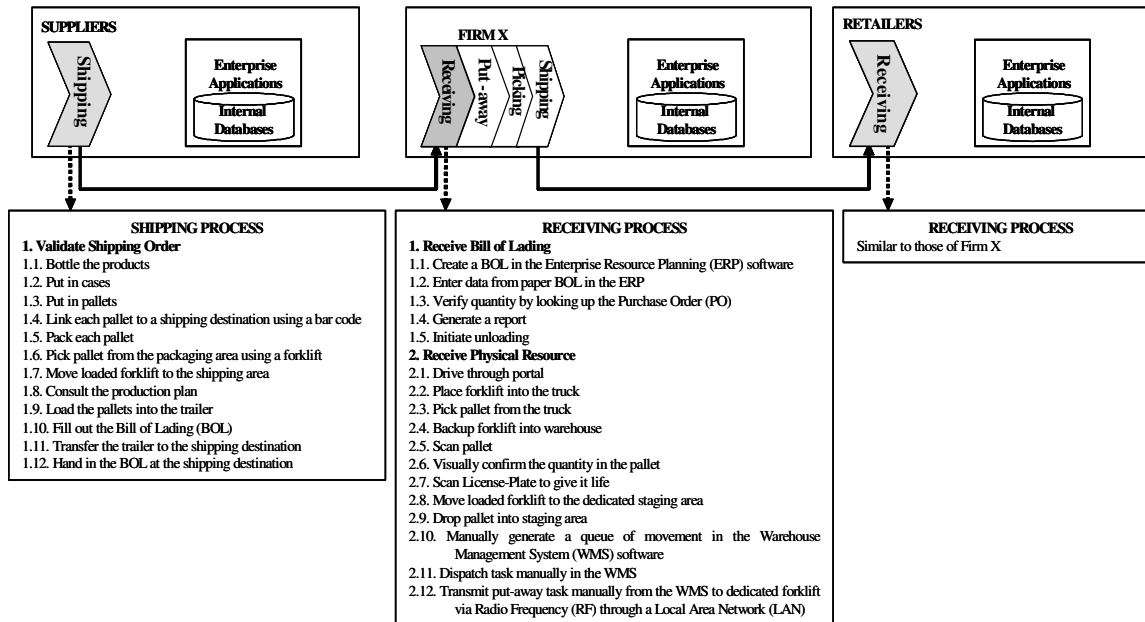 SUPPLIERS
Shipping
Enterprise
Applications
Internal
Databases
FIRM X
Receiving
Put-away
Picking
Shipping
Enterprise
Applications
Internal
Databases
RETAILERS
Receiving
Enterprise
Applications
Internal
Databases
SHIPPING PROCESS
1. Validate Shipping Order
1.1. Bottle the products
1.2. Put in cases
1.3. Put in pallets
1.4. Link each pallet to a shipping destination using a bar code
1.5. Pack each pallet
1.6. Pick pallet from the packaging area using a forklift
1.7. Move loaded forklift to the shipping area
1.8. Consult the production plan
1.9. Load the pallets into the trailer
1.10. Fill out the Bill of Lading (BOL)
1.11. Transfer the trailer to the shipping destination
1.12. Hand in the BOL at the shipping destination
RECEIVING PROCESS
1. Receive Bill of Lading
1.1. Create a BOL in the Enterprise Resource Planning (ERP) software
1.2. Enter data from paper BOL in the ERP
1.3. Verify quantity by looking up the Purchase Order (PO)
1.4. Generate a report
1.5. Initiate unloading
2. Receive Physical Resource
2.1. Drive through portal
2.2. Place forklift into the truck
2.3. Pick pallet from the truck
2.4. Backup forklift into warehouse
2.5. Scan pallet
2.6. Visually confirm the quantity in the pallet
2.7. Scan License-Plate to give it life
2.8. Move loaded forklift to the dedicated staging area
2.9. Drop pallet into staging area
2.10. Manually generate a queue of movement in the Warehouse
Management System (WMS) software
2.11. Dispatch task manually in the WMS
2.12. Transmit put-away task manually from the WMS to dedicated forklift
via Radio Frequency (RF) through a Local Area Network (LAN)
RECEIVING PROCESS
Similar to those of Firm X